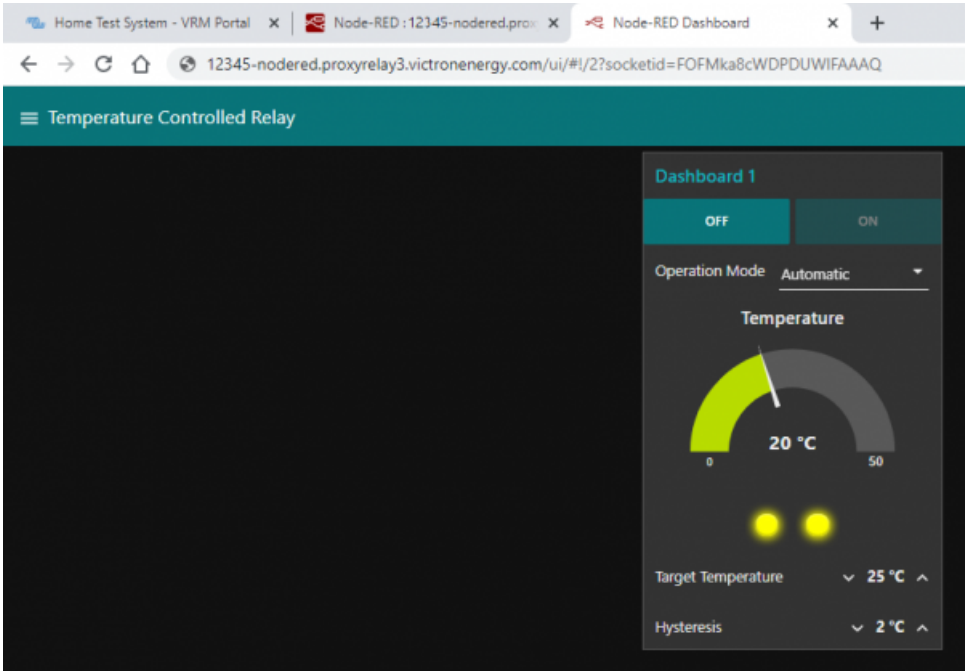 Home Test System - VRM Portal
Node-RED : 12345-nodered.prox
Node-RED Dashboard
12345-nodered.proxyrelay3.victronenergy.com/ui/#!/2?socketid=FOFMka8cWDPDUWIFAAAQ
Temperature Controlled Relay
Dashboard 1
OFF ON
Operation Mode Automatic
Temperature
20 °C
0 50
Target Temperature 25 °C
Hysteresis 2 °C